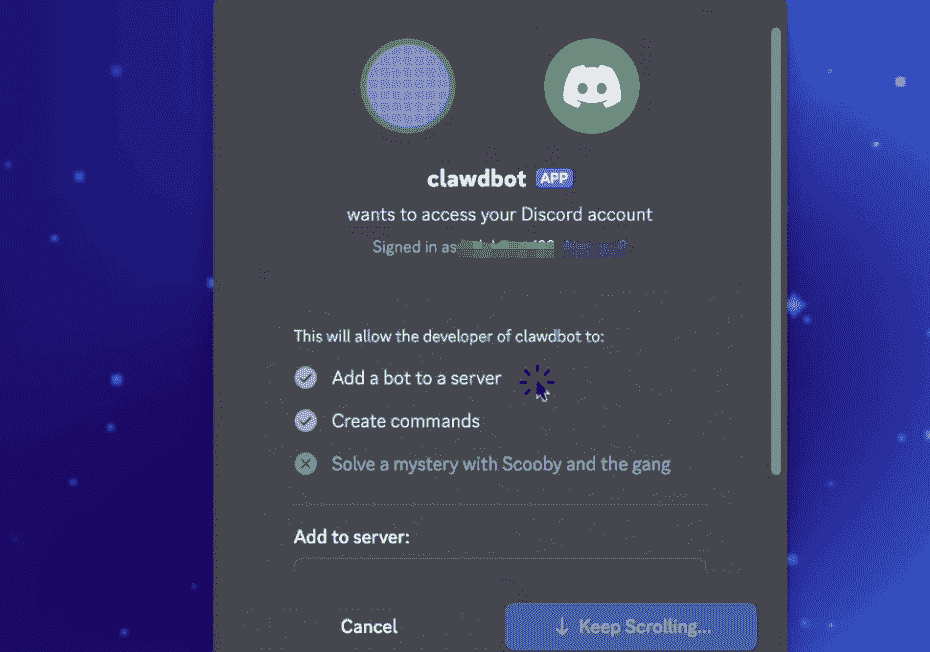 clawdbot APP
wants to access your Discord account
Signed in as
This will allow the developer of clawdbot to:
Add a bot to a server
Create commands
Solve a mystery with Scooby and the gang
Add to server:
Cancel
Keep Scrolling...